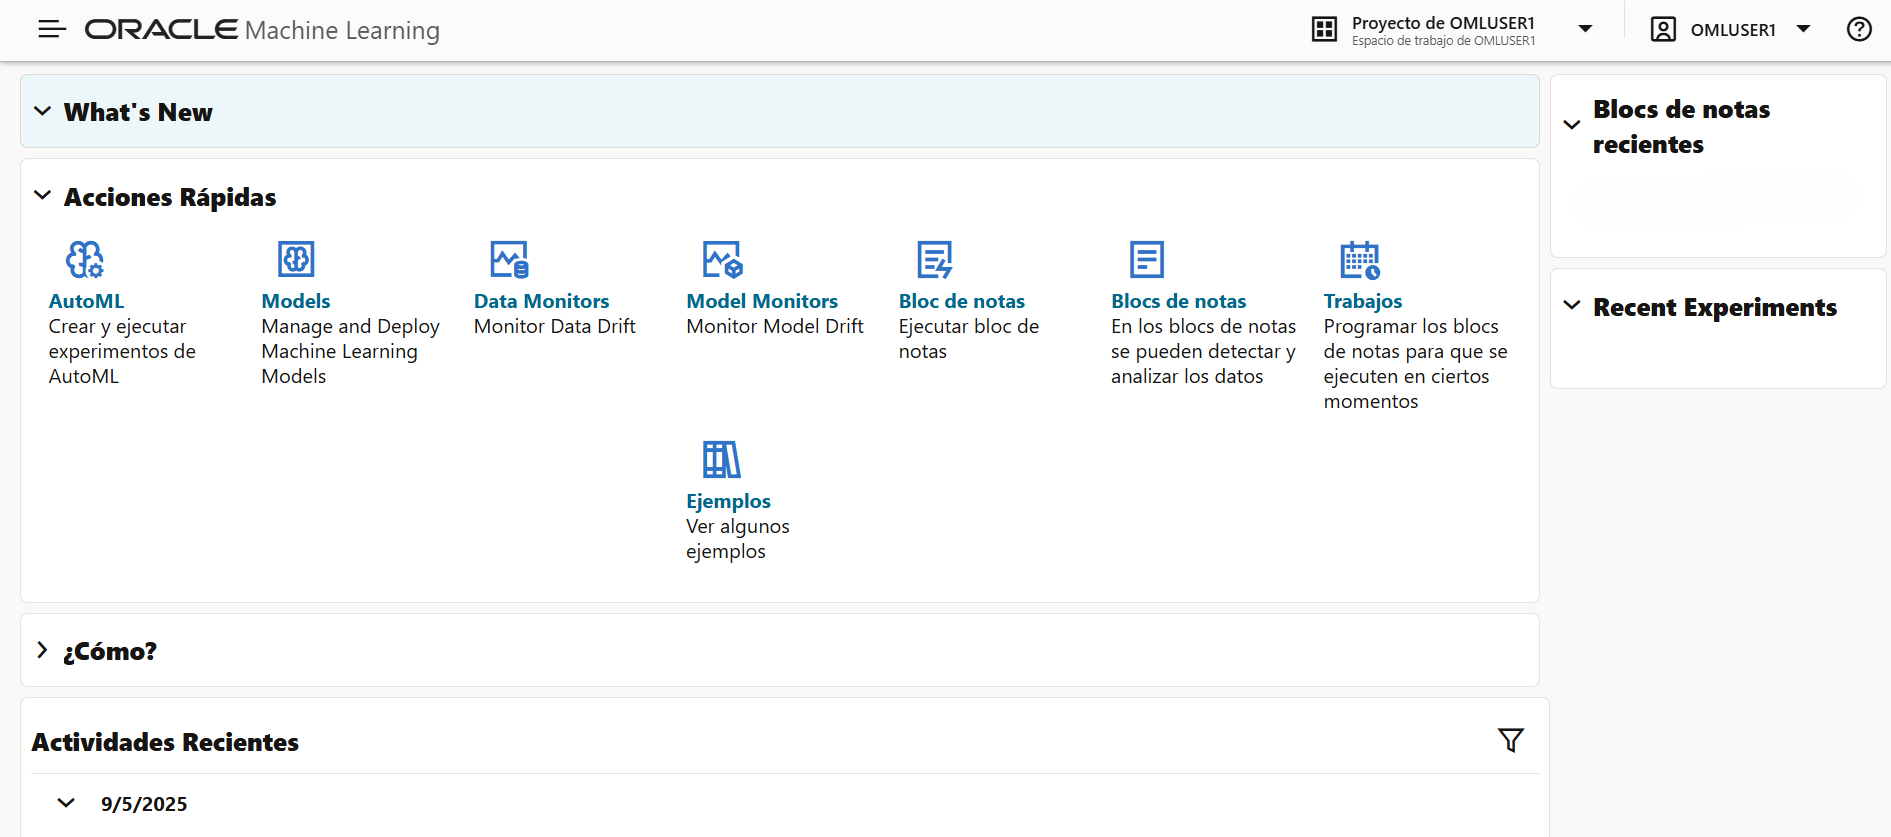 ORACLE Machine Learning
Proyecto de OMLUSER1
Espacio de trabajo de OMLUSER1
OMLUSER1
What's New
Acciones Rápidas
AutoML
Crear y ejecutar
experimentos de
AutoML
Models
Manage and Deploy
Machine Learning
Models
Data Monitors
Monitor Data Drift
Model Monitors
Monitor Model Drift
Bloc de notas
Ejecutar bloc de
notas
Blocs de notas
En los blocs de notas
se pueden detectar y
analizar los datos
Trabajos
Programar los blocs
de notas para que se
ejecuten en ciertos
momentos
Ejemplos
Ver algunos
ejemplos
¿Cómo?
Actividades Recientes
9/5/2025
Blocs de notas
recientes
Recent Experiments